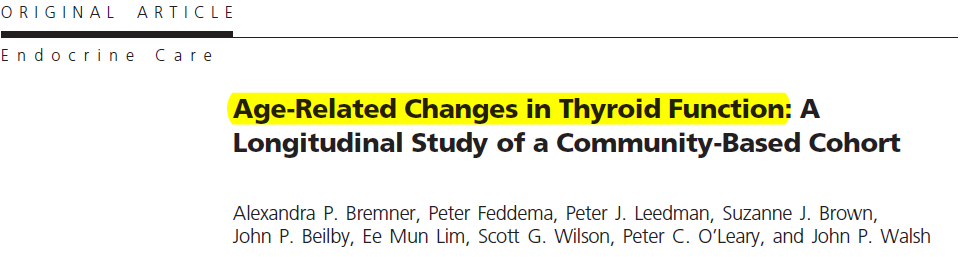 ORIGINAL ARTICLE
Endocrine Care
Age-Related Changes in Thyroid Function: A
Longitudinal Study of a Community-Based Cohort
Alexandra P. Bremner, Peter Feddema, Peter J. Leedman, Suzanne J. Brown,
John P. Beilby, Ee Mun Lim, Scott G. Wilson, Peter C. O'Leary, and John P. Walsh